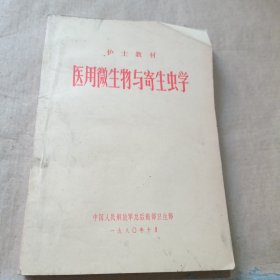 护士教材
医用微生物与寄生虫学
中国人民解放军总后勤部卫生部
一九八〇年十月